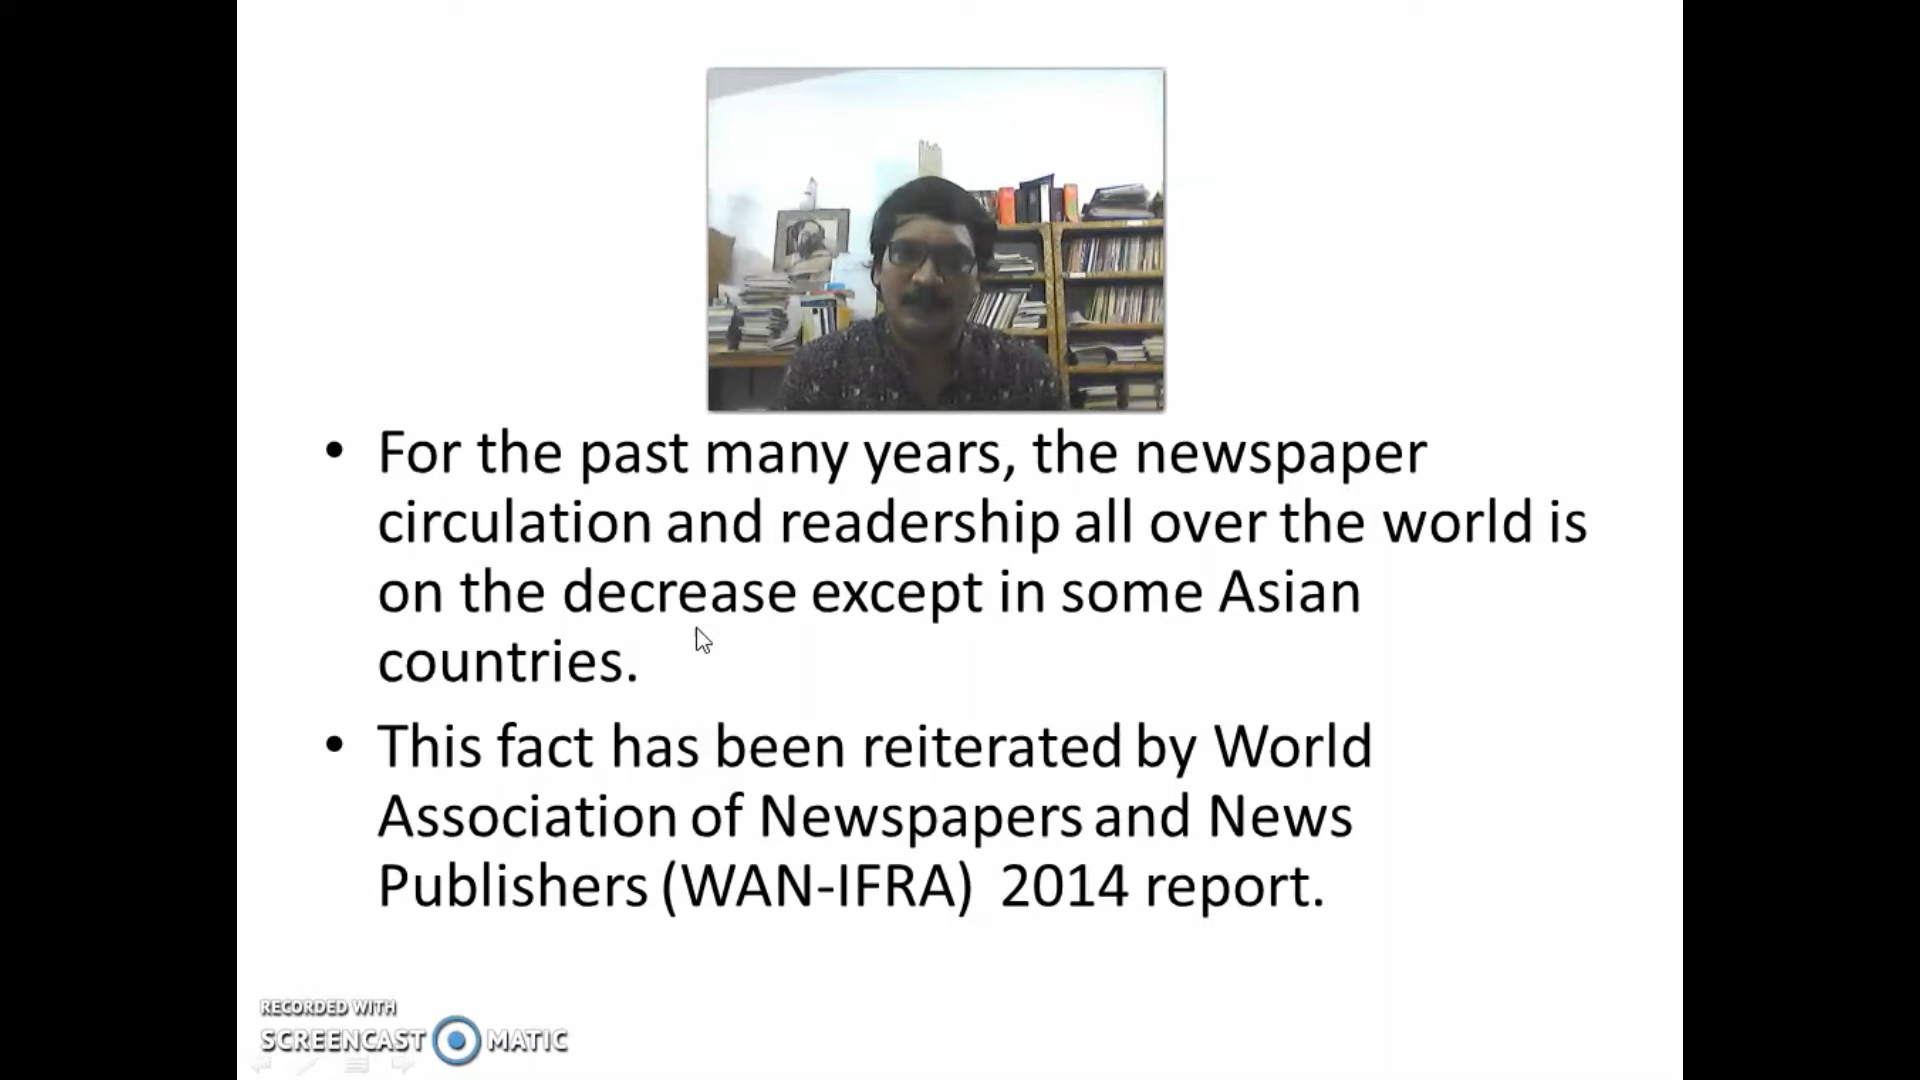 • For the past many years, the newspaper
circulation and readership all over the world is
on the decrease except in some Asian
countries.
• This fact has been reiterated by World
Association of Newspapers and News
Publishers (WAN-IFRA) 2014 report.
RECORDED WITH
SCREENCAST MATIC